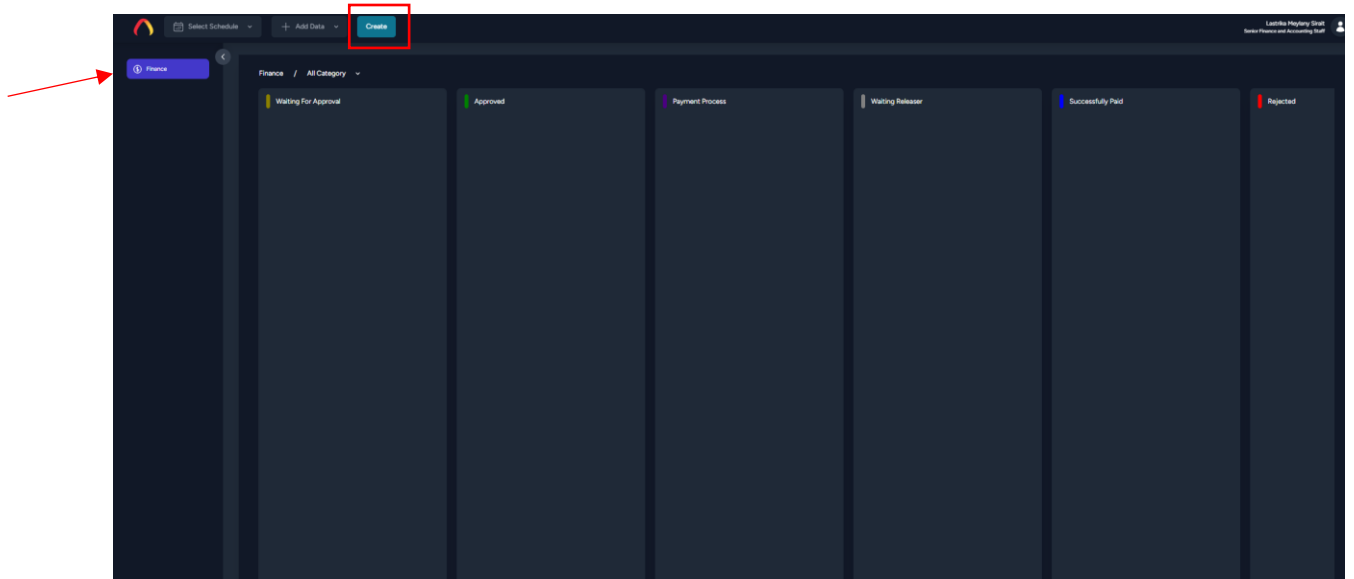 Select Schedule
Add Data
Create
Lastrika Meylany Sirait
Senior Finance and Accounting Staff
Finance
Finance / All Category
Waiting For Approval
Approved
Payment Process
Waiting Releaser
Successfully Paid
Rejected